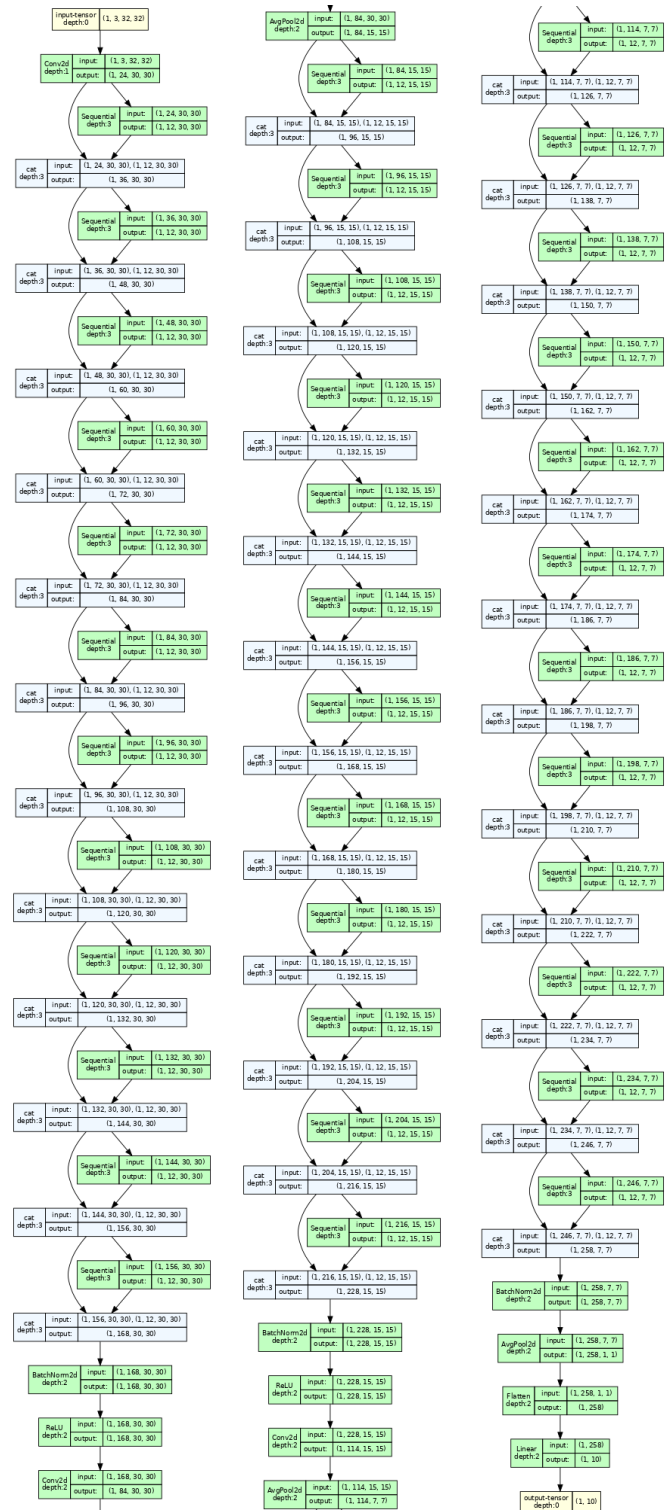 input-tensor (1, 3, 32, 32)
depth:0
Conv2d input: (1, 3, 32, 32)
depth:1 output: (1, 24, 30, 30)
Sequential input: (1, 24, 30, 30)
depth:3 output: (1, 12, 30, 30)
cat input: (1, 24, 30, 30), (1, 12, 30, 30)
depth:3 output: (1, 36, 30, 30)
Sequential input: (1, 36, 30, 30)
depth:3 output: (1, 12, 30, 30)
cat input: (1, 36, 30, 30), (1, 12, 30, 30)
depth:3 output: (1, 48, 30, 30)
Sequential input: (1, 48, 30, 30)
depth:3 output: (1, 12, 30, 30)
cat input: (1, 48, 30, 30), (1, 12, 30, 30)
depth:3 output: (1, 60, 30, 30)
Sequential input: (1, 60, 30, 30)
depth:3 output: (1, 12, 30, 30)
cat input: (1, 60, 30, 30), (1, 12, 30, 30)
depth:3 output: (1, 72, 30, 30)
Sequential input: (1, 72, 30, 30)
depth:3 output: (1, 12, 30, 30)
cat input: (1, 72, 30, 30), (1, 12, 30, 30)
depth:3 output: (1, 84, 30, 30)
Sequential input: (1, 84, 30, 30)
depth:3 output: (1, 12, 30, 30)
cat input: (1, 84, 30, 30), (1, 12, 30, 30)
depth:3 output: (1, 96, 30, 30)
Sequential input: (1, 96, 30, 30)
depth:3 output: (1, 12, 30, 30)
cat input: (1, 96, 30, 30), (1, 12, 30, 30)
depth:3 output: (1, 108, 30, 30)
Sequential input: (1, 108, 30, 30)
depth:3 output: (1, 12, 30, 30)
cat input: (1, 108, 30, 30), (1, 12, 30, 30)
depth:3 output: (1, 120, 30, 30)
Sequential input: (1, 120, 30, 30)
depth:3 output: (1, 12, 30, 30)
cat input: (1, 120, 30, 30), (1, 12, 30, 30)
depth:3 output: (1, 132, 30, 30)
Sequential input: (1, 132, 30, 30)
depth:3 output: (1, 12, 30, 30)
cat input: (1, 132, 30, 30), (1, 12, 30, 30)
depth:3 output: (1, 144, 30, 30)
Sequential input: (1, 144, 30, 30)
depth:3 output: (1, 12, 30, 30)
cat input: (1, 144, 30, 30), (1, 12, 30, 30)
depth:3 output: (1, 156, 30, 30)
Sequential input: (1, 156, 30, 30)
depth:3 output: (1, 12, 30, 30)
cat input: (1, 156, 30, 30), (1, 12, 30, 30)
depth:3 output: (1, 168, 30, 30)
BatchNorm2d input: (1, 168, 30, 30)
depth:2 output: (1, 168, 30, 30)
ReLU input: (1, 168, 30, 30)
depth:2 output: (1, 168, 30, 30)
Conv2d input: (1, 168, 30, 30)
depth:2 output: (1, 84, 30, 30)
AvgPool2d input: (1, 84, 30, 30)
depth:2 output: (1, 84, 15, 15)
Sequential input: (1, 84, 15, 15)
depth:3 output: (1, 12, 15, 15)
cat input: (1, 84, 15, 15), (1, 12, 15, 15)
depth:3 output: (1, 96, 15, 15)
Sequential input: (1, 96, 15, 15)
depth:3 output: (1, 12, 15, 15)
cat input: (1, 96, 15, 15), (1, 12, 15, 15)
depth:3 output: (1, 108, 15, 15)
Sequential input: (1, 108, 15, 15)
depth:3 output: (1, 12, 15, 15)
cat input: (1, 108, 15, 15), (1, 12, 15, 15)
depth:3 output: (1, 120, 15, 15)
Sequential input: (1, 120, 15, 15)
depth:3 output: (1, 12, 15, 15)
cat input: (1, 120, 15, 15), (1, 12, 15, 15)
depth:3 output: (1, 132, 15, 15)
Sequential input: (1, 132, 15, 15)
depth:3 output: (1, 12, 15, 15)
cat input: (1, 132, 15, 15), (1, 12, 15, 15)
depth:3 output: (1, 144, 15, 15)
Sequential input: (1, 144, 15, 15)
depth:3 output: (1, 12, 15, 15)
cat input: (1, 144, 15, 15), (1, 12, 15, 15)
depth:3 output: (1, 156, 15, 15)
Sequential input: (1, 156, 15, 15)
depth:3 output: (1, 12, 15, 15)
cat input: (1, 156, 15, 15), (1, 12, 15, 15)
depth:3 output: (1, 168, 15, 15)
Sequential input: (1, 168, 15, 15)
depth:3 output: (1, 12, 15, 15)
cat input: (1, 168, 15, 15), (1, 12, 15, 15)
depth:3 output: (1, 180, 15, 15)
Sequential input: (1, 180, 15, 15)
depth:3 output: (1, 12, 15, 15)
cat input: (1, 180, 15, 15), (1, 12, 15, 15)
depth:3 output: (1, 192, 15, 15)
Sequential input: (1, 192, 15, 15)
depth:3 output: (1, 12, 15, 15)
cat input: (1, 192, 15, 15), (1, 12, 15, 15)
depth:3 output: (1, 204, 15, 15)
Sequential input: (1, 204, 15, 15)
depth:3 output: (1, 12, 15, 15)
cat input: (1, 204, 15, 15), (1, 12, 15, 15)
depth:3 output: (1, 216, 15, 15)
Sequential input: (1, 216, 15, 15)
depth:3 output: (1, 12, 15, 15)
cat input: (1, 216, 15, 15), (1, 12, 15, 15)
depth:3 output: (1, 228, 15, 15)
BatchNorm2d input: (1, 228, 15, 15)
depth:2 output: (1, 228, 15, 15)
ReLU input: (1, 228, 15, 15)
depth:2 output: (1, 228, 15, 15)
Conv2d input: (1, 228, 15, 15)
depth:2 output: (1, 114, 15, 15)
AvgPool2d input: (1, 114, 15, 15)
depth:2 output: (1, 114, 7, 7)
Sequential input: (1, 114, 7, 7)
depth:3 output: (1, 12, 7, 7)
cat input: (1, 114, 7, 7), (1, 12, 7, 7)
depth:3 output: (1, 126, 7, 7)
Sequential input: (1, 126, 7, 7)
depth:3 output: (1, 12, 7, 7)
cat input: (1, 126, 7, 7), (1, 12, 7, 7)
depth:3 output: (1, 138, 7, 7)
Sequential input: (1, 138, 7, 7)
depth:3 output: (1, 12, 7, 7)
cat input: (1, 138, 7, 7), (1, 12, 7, 7)
depth:3 output: (1, 150, 7, 7)
Sequential input: (1, 150, 7, 7)
depth:3 output: (1, 12, 7, 7)
cat input: (1, 150, 7, 7), (1, 12, 7, 7)
depth:3 output: (1, 162, 7, 7)
Sequential input: (1, 162, 7, 7)
depth:3 output: (1, 12, 7, 7)
cat input: (1, 162, 7, 7), (1, 12, 7, 7)
depth:3 output: (1, 174, 7, 7)
Sequential input: (1, 174, 7, 7)
depth:3 output: (1, 12, 7, 7)
cat input: (1, 174, 7, 7), (1, 12, 7, 7)
depth:3 output: (1, 186, 7, 7)
Sequential input: (1, 186, 7, 7)
depth:3 output: (1, 12, 7, 7)
cat input: (1, 186, 7, 7), (1, 12, 7, 7)
depth:3 output: (1, 198, 7, 7)
Sequential input: (1, 198, 7, 7)
depth:3 output: (1, 12, 7, 7)
cat input: (1, 198, 7, 7), (1, 12, 7, 7)
depth:3 output: (1, 210, 7, 7)
Sequential input: (1, 210, 7, 7)
depth:3 output: (1, 12, 7, 7)
cat input: (1, 210, 7, 7), (1, 12, 7, 7)
depth:3 output: (1, 222, 7, 7)
Sequential input: (1, 222, 7, 7)
depth:3 output: (1, 12, 7, 7)
cat input: (1, 222, 7, 7), (1, 12, 7, 7)
depth:3 output: (1, 234, 7, 7)
Sequential input: (1, 234, 7, 7)
depth:3 output: (1, 12, 7, 7)
cat input: (1, 234, 7, 7), (1, 12, 7, 7)
depth:3 output: (1, 246, 7, 7)
Sequential input: (1, 246, 7, 7)
depth:3 output: (1, 12, 7, 7)
cat input: (1, 246, 7, 7), (1, 12, 7, 7)
depth:3 output: (1, 258, 7, 7)
BatchNorm2d input: (1, 258, 7, 7)
depth:2 output: (1, 258, 7, 7)
AvgPool2d input: (1, 258, 7, 7)
depth:2 output: (1, 258, 1, 1)
Flatten input: (1, 258, 1, 1)
depth:2 output: (1, 258)
Linear input: (1, 258)
depth:2 output: (1, 10)
output-tensor (1, 10)
depth:0